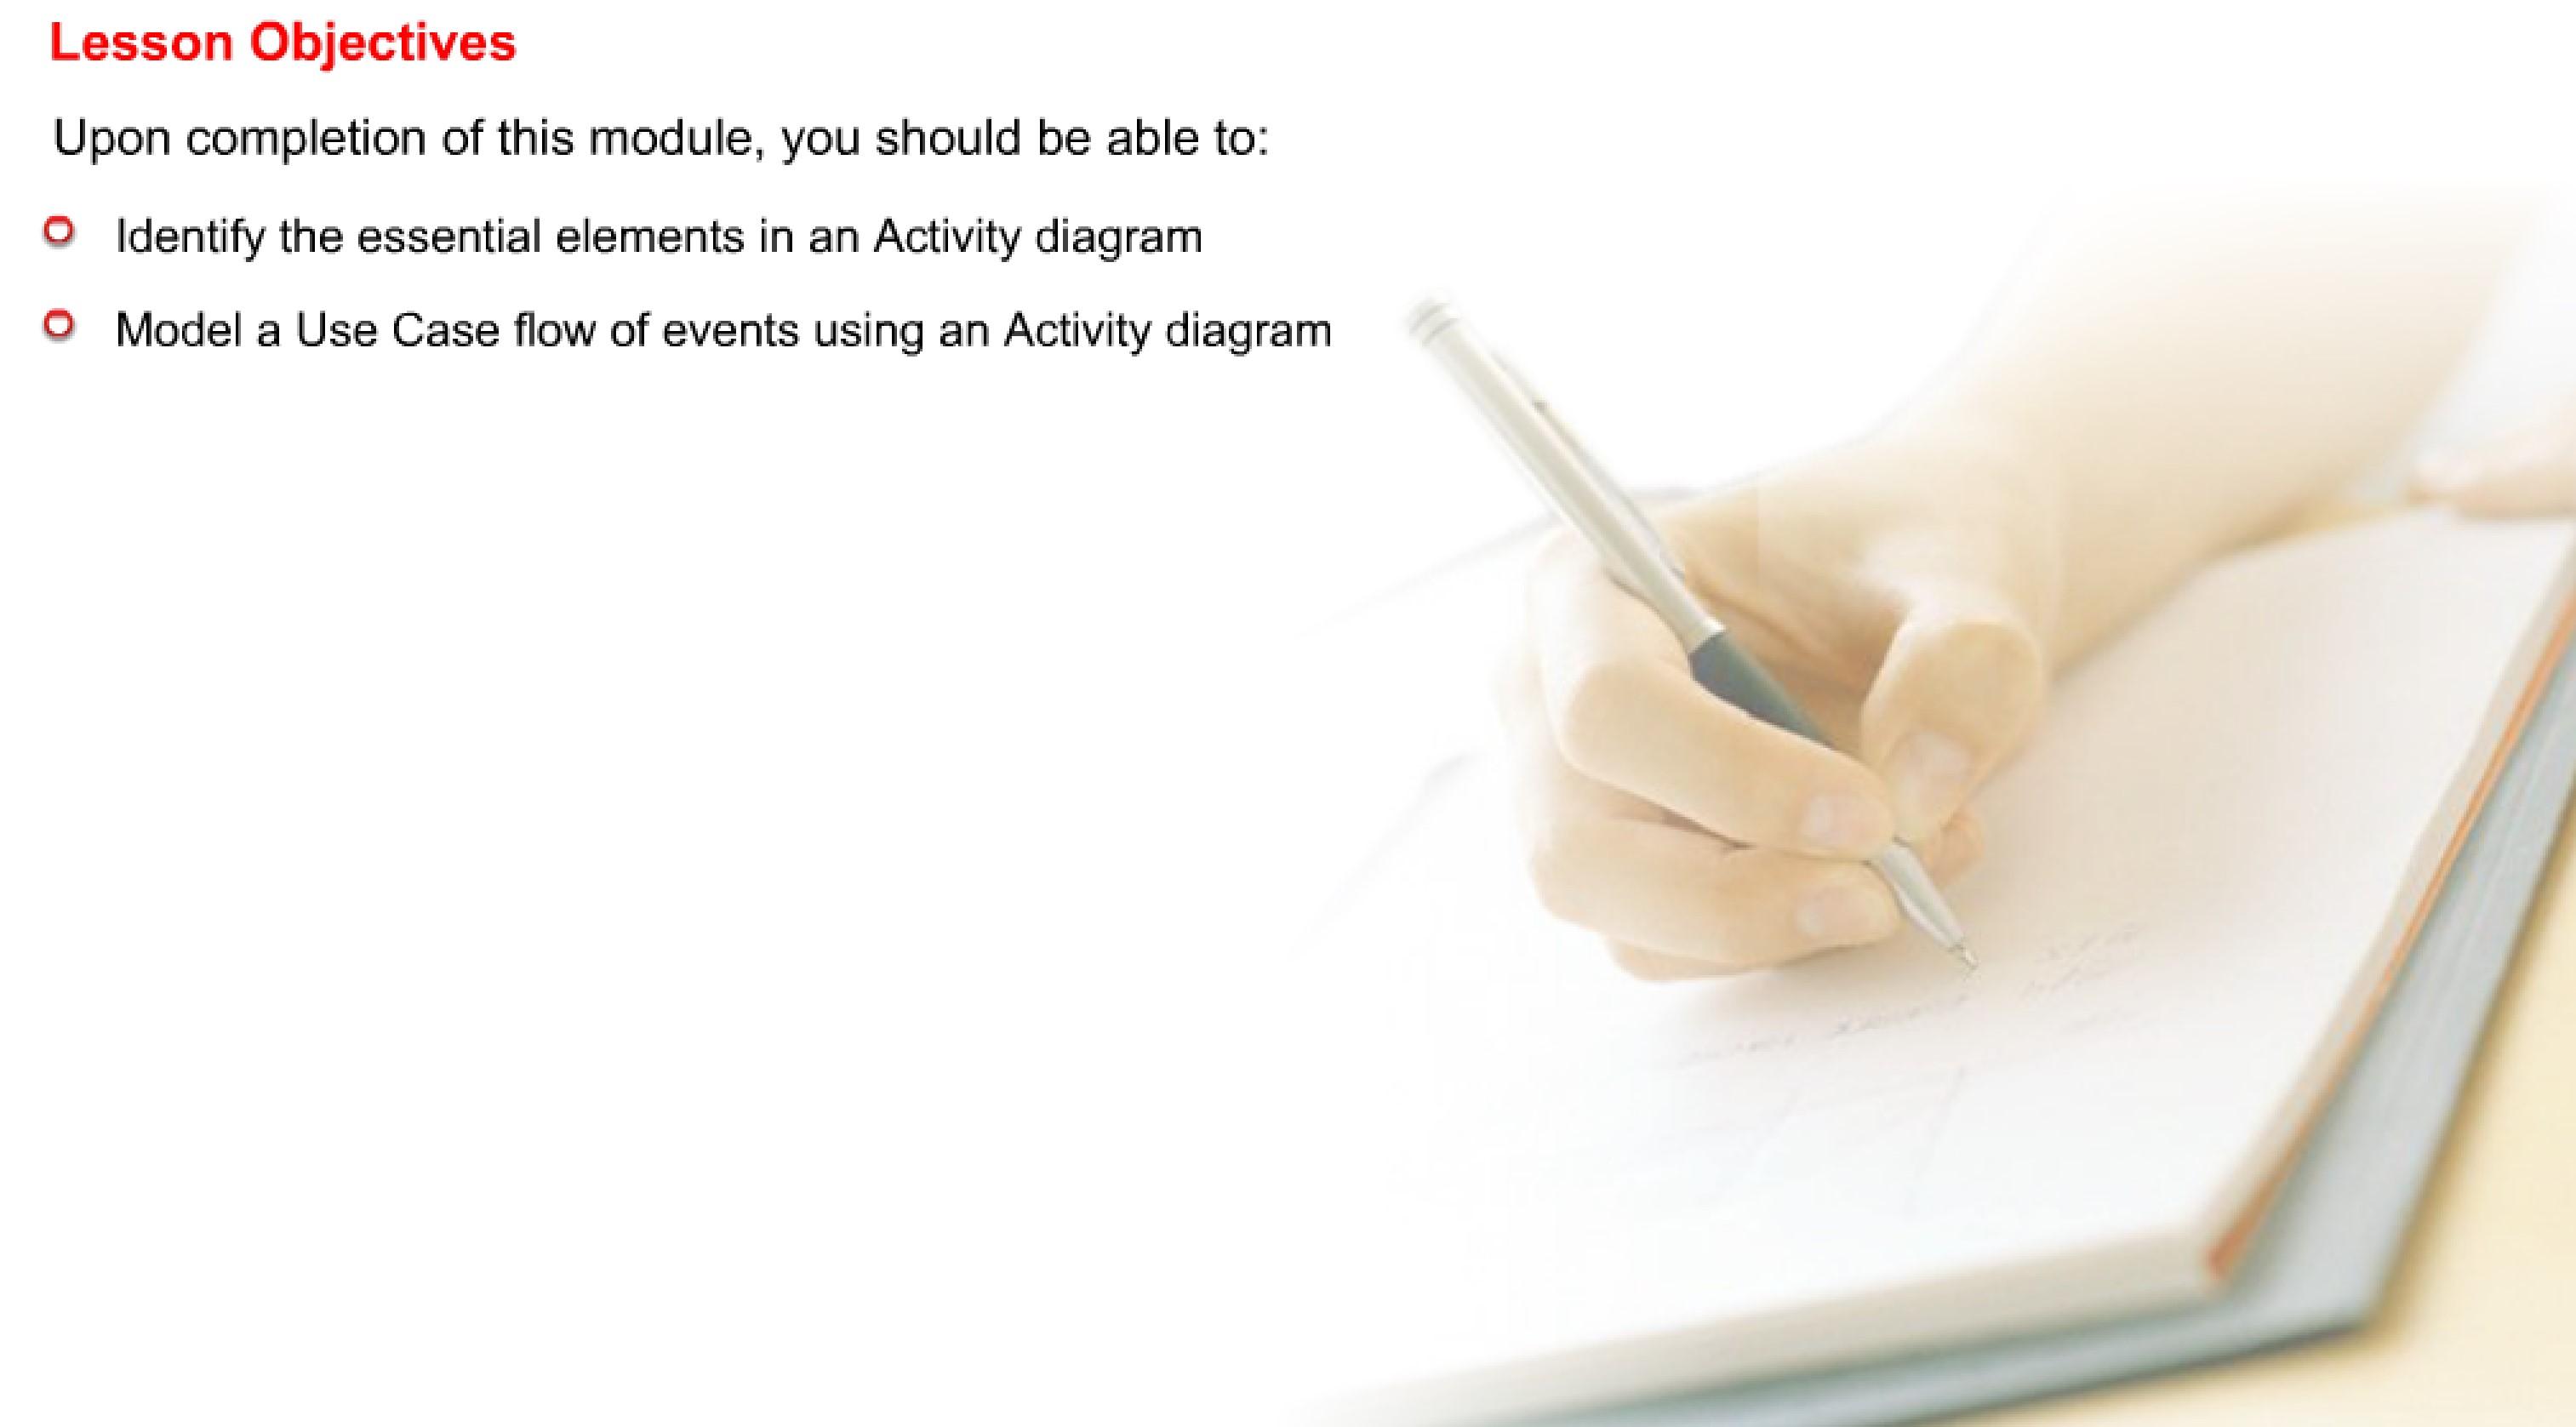 Lesson Objectives
Upon completion of this module, you should be able to:
Identify the essential elements in an Activity diagram
Model a Use Case flow of events using an Activity diagram